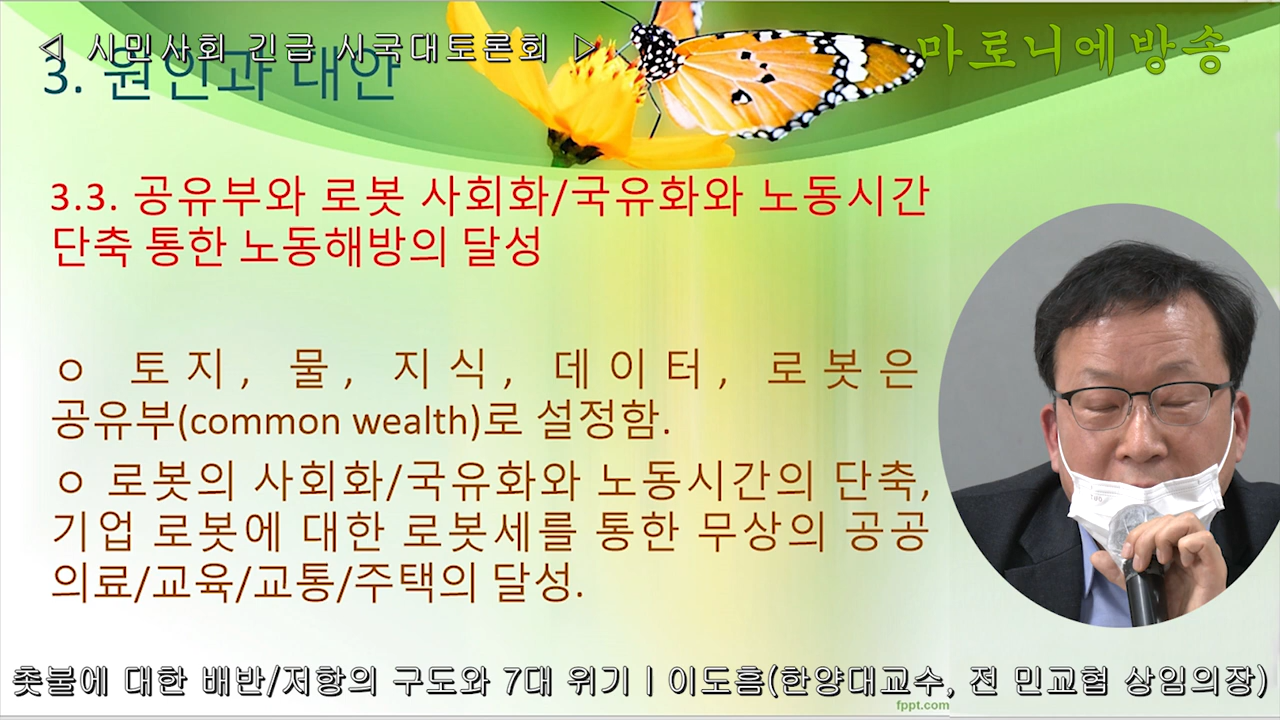 ◁ 시민사회 긴급 시국대토론회 ▷
마로니에방송
3. 원인과 대안
3.3. 공유부와 로봇 사회화/국유화와 노동시간
단축 통한 노동해방의 달성
ㅇ 토지, 물, 지식, 데이터, 로봇은
공유부(common wealth)로 설정함.
ㅇ 로봇의 사회화/국유화와 노동시간의 단축,
기업 로봇에 대한 로봇세를 통한 무상의 공공
의료/교육/교통/주택의 달성.
촛불에 대한 배반/저항의 구도와 7대 위기 | 이도흠(한양대교수, 전 민교협 상임의장)
fppt.com